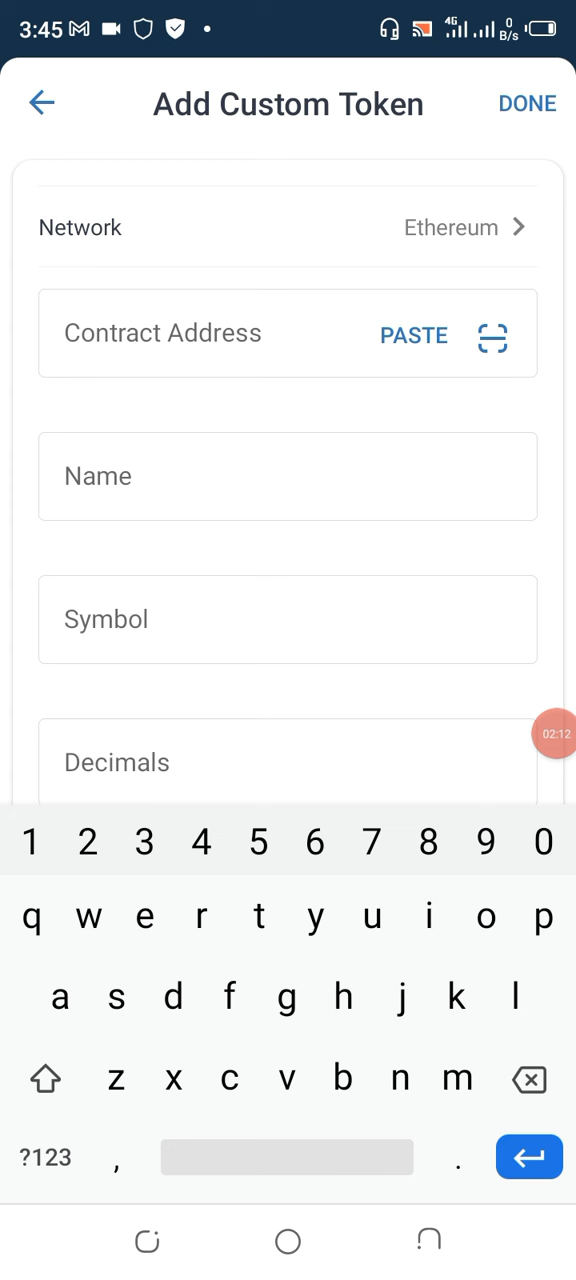 3:45 4G 0 B/s
Add Custom Token DONE
Network Ethereum
Contract Address PASTE
Name
Symbol
02:12
Decimals
1 2 3 4 5 6 7 8 9 0
q w e r t y u i o p
a s d f g h j k l
z x c v b n m
?123 , .